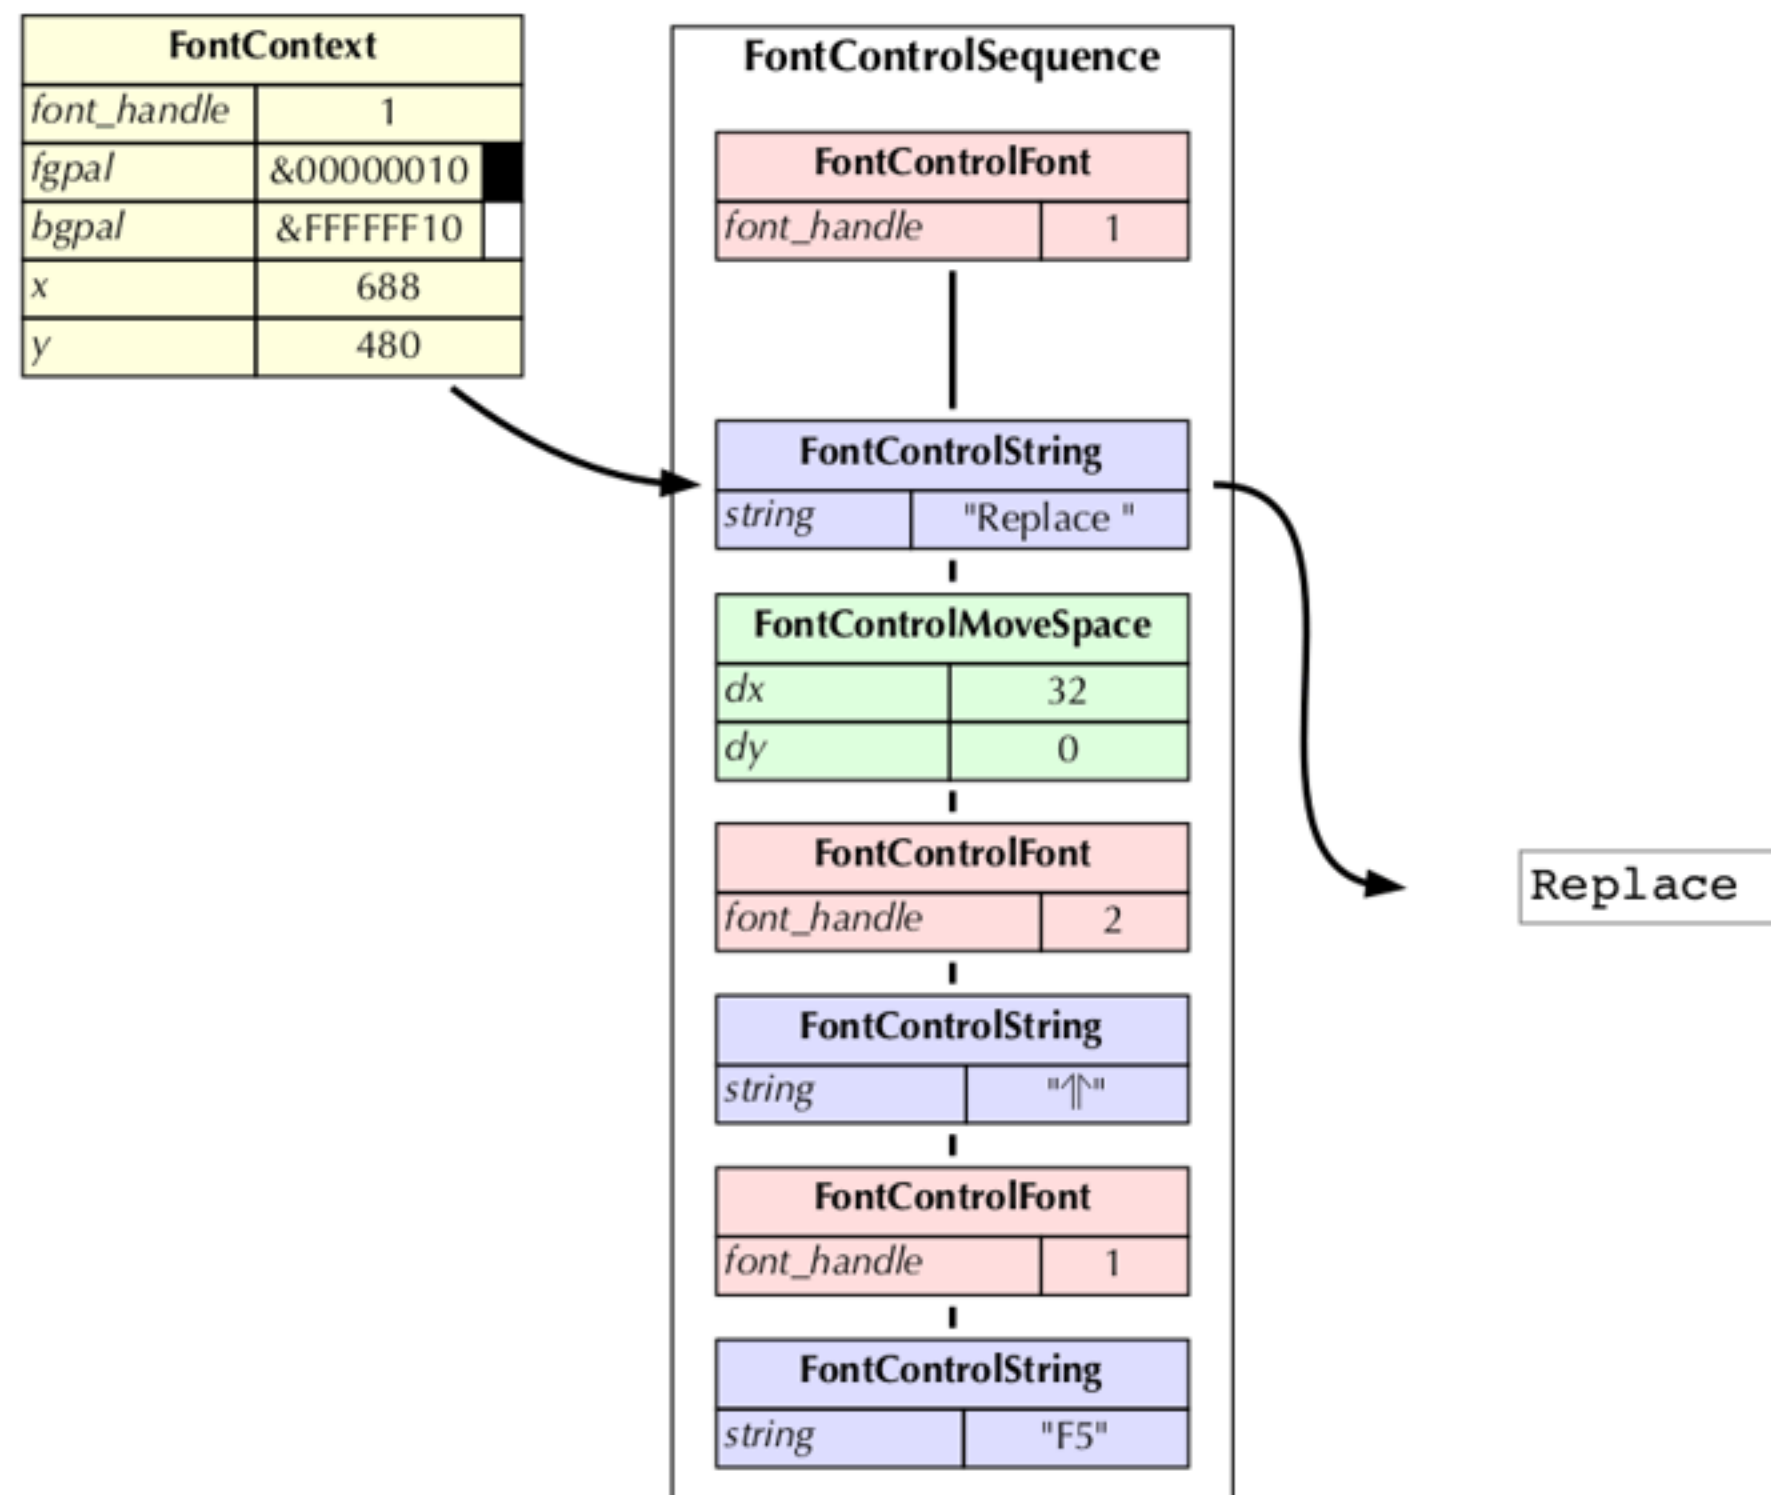 FontContext
font_handle 1
fgpal &00000010
bgpal &FFFFFF10
x 688
y 480
FontControlSequence
FontControlFont
font_handle 1
FontControlString
string "Replace "
FontControlMoveSpace
dx 32
dy 0
FontControlFont
font_handle 2
FontControlString
string "⥣"
FontControlFont
font_handle 1
FontControlString
string "F5"
Replace